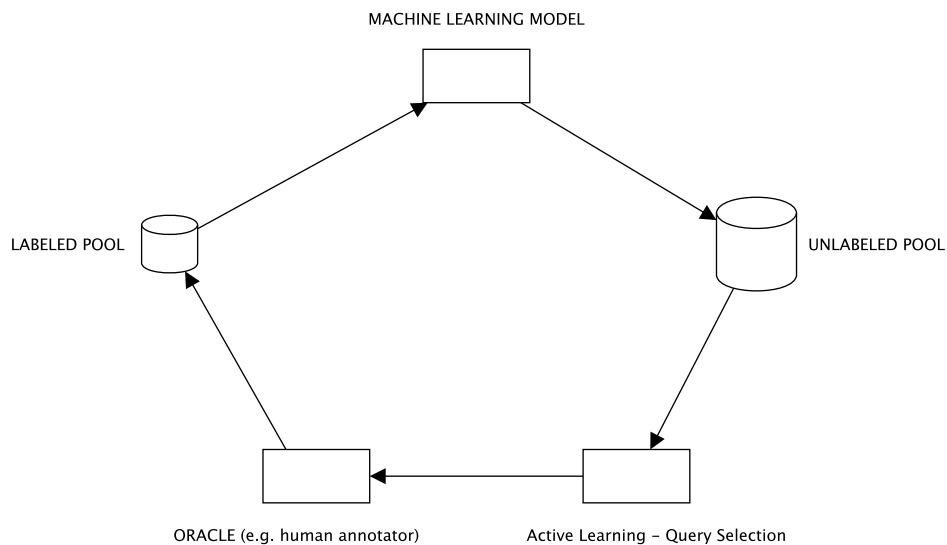 MACHINE LEARNING MODEL
LABELED POOL
UNLABELED POOL
ORACLE (e.g. human annotator)
Active Learning – Query Selection